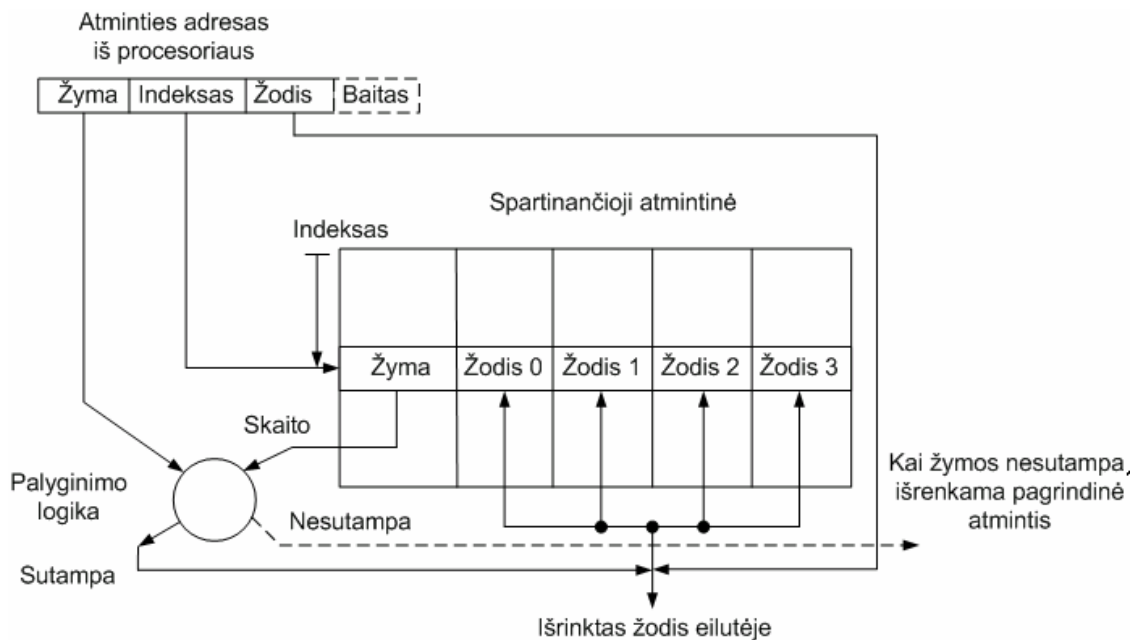 Atminties adresas
iš procesoriaus
Žyma Indeksas Žodis Baitas
Spartinančioji atmintinė
Indeksas
Žyma Žodis 0 Žodis 1 Žodis 2 Žodis 3
Skaito
Palyginimo
logika
Nesutampa
Sutampa
Kai žymos nesutampa,
išrenkama pagrindinė
atmintis
Išrinktas žodis eilutėje